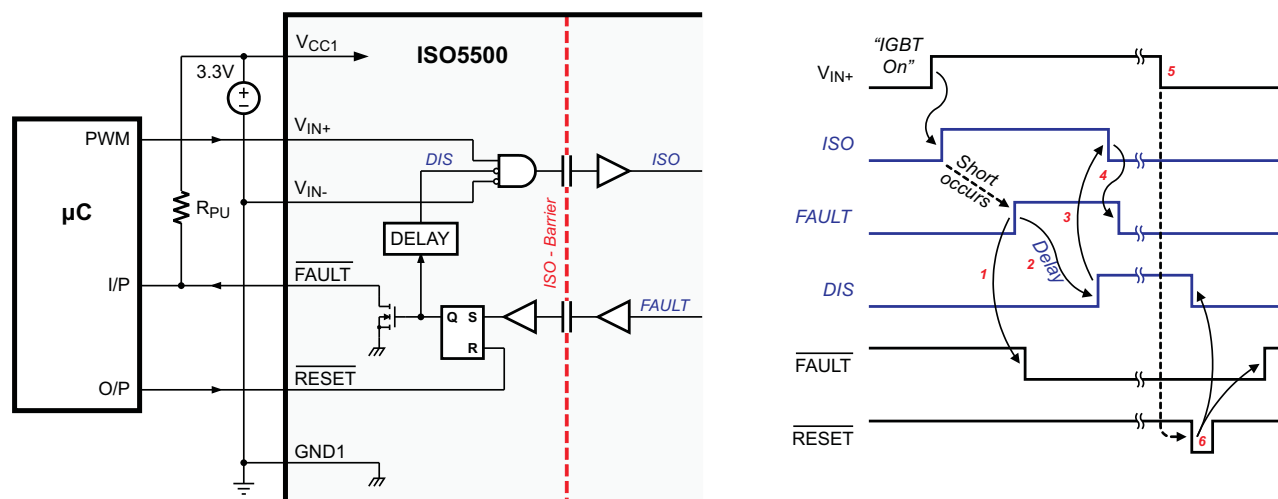 ISO5500
VCC1
3.3V
+
−
µC
PWM
VIN+
DIS
ISO
VIN-
RPU
DELAY
ISO - Barrier
I/P
FAULT
FAULT
Q S
R
O/P
RESET
GND1
"IGBT
On"
VIN+
5
ISO
Short
occurs
4
FAULT
3
1
2
Delay
DIS
FAULT
RESET
6